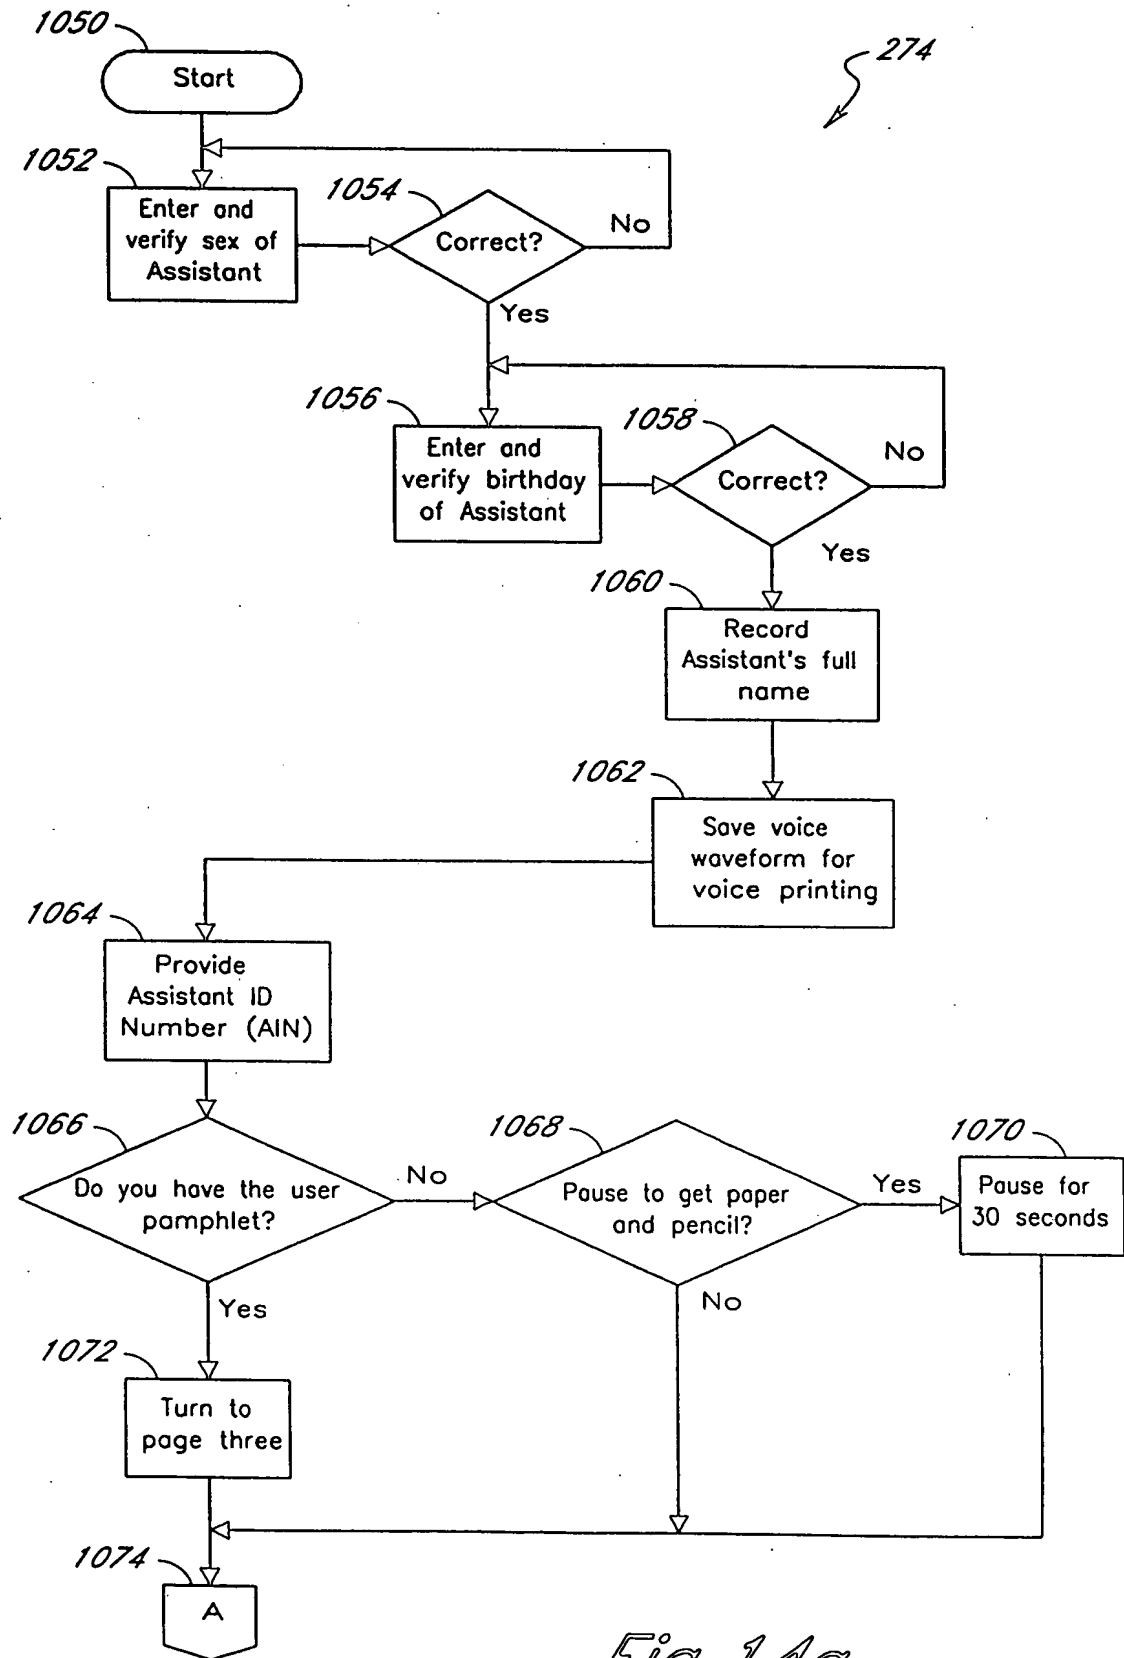 1050
Start
274
1052
Enter and
verify sex of
Assistant
1054
Correct?
No
Yes
1056
Enter and
verify birthday
of Assistant
1058
Correct?
No
Yes
1060
Record
Assistant's full
name
1062
Save voice
waveform for
voice printing
1064
Provide
Assistant ID
Number (AIN)
1066
Do you have the user
pamphlet?
No
1068
Pause to get paper
and pencil?
Yes
1070
Pause for
30 seconds
Yes
No
1072
Turn to
page three
1074
A
Fig. 14a